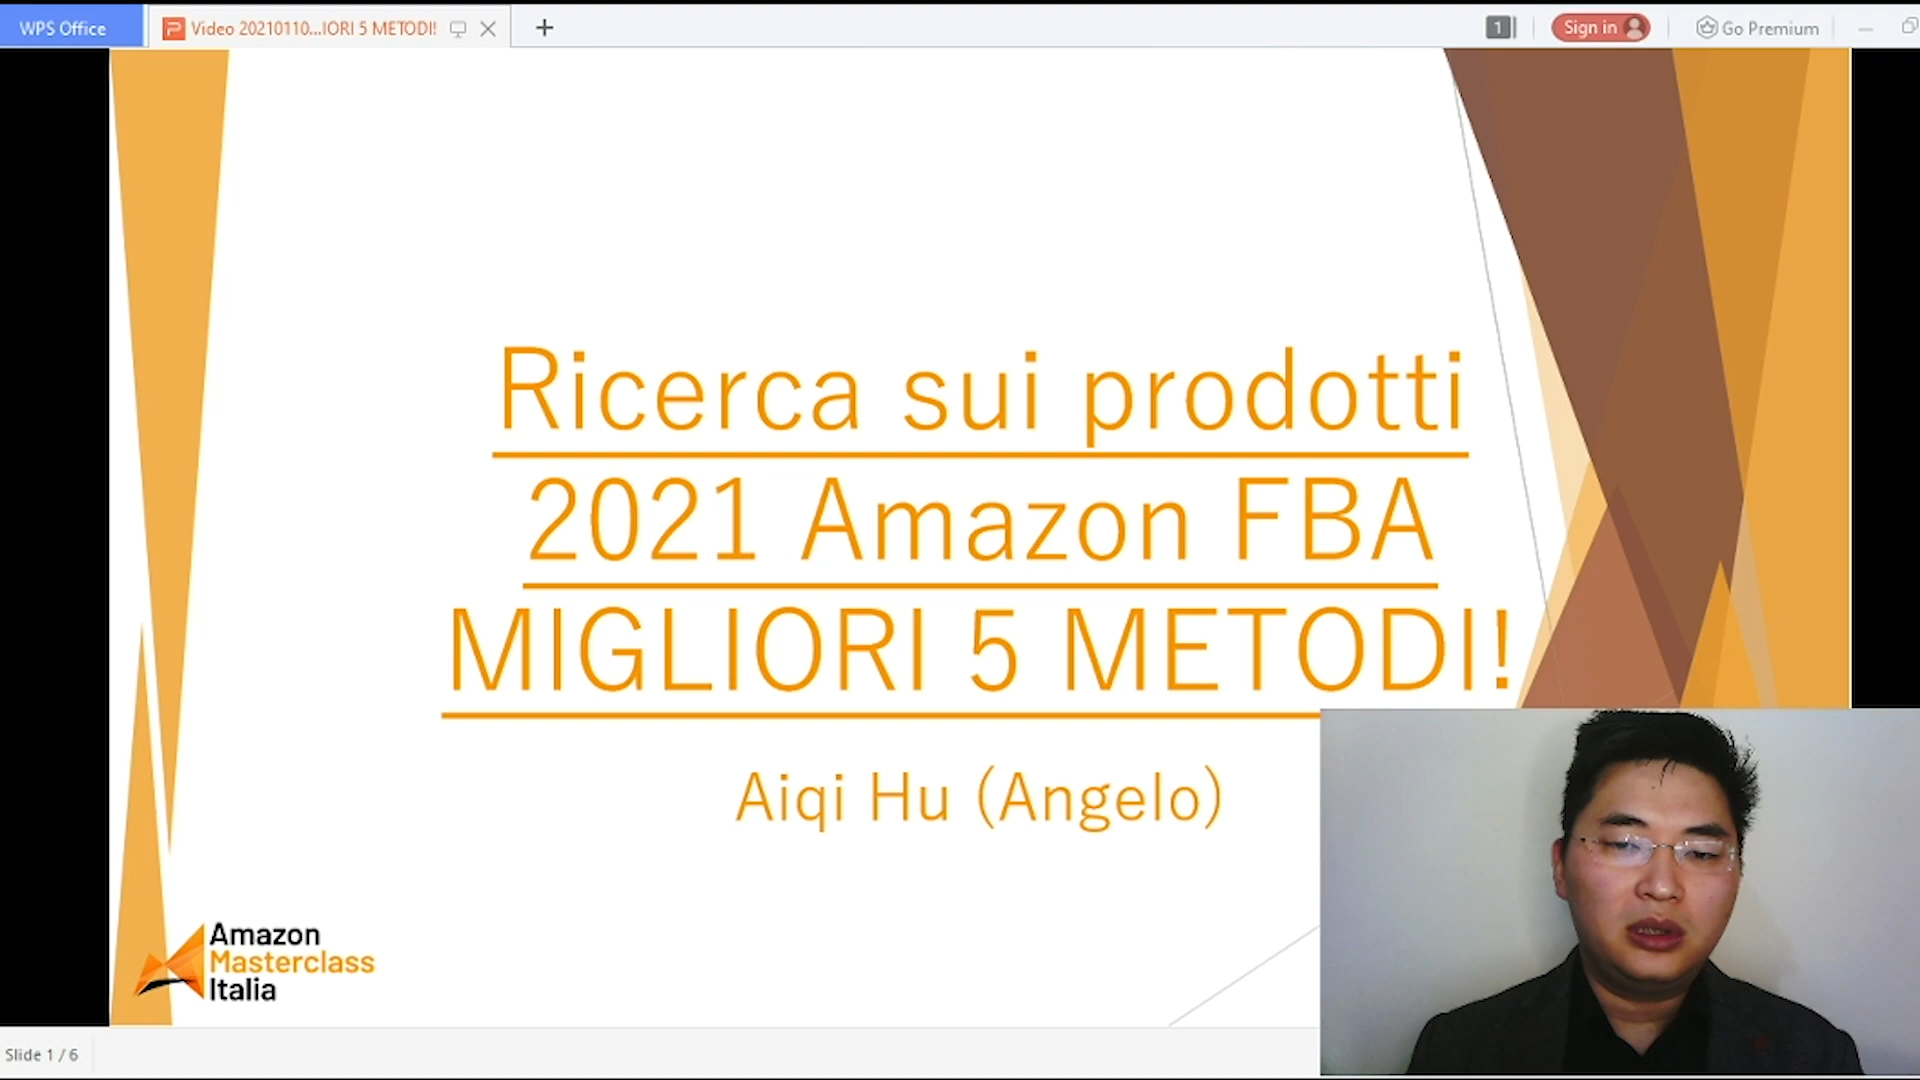 WPS Office
Video 20210110...IORI 5 METODI!
1
Sign in
Go Premium
Ricerca sui prodotti
2021 Amazon FBA
MIGLIORI 5 METODI!
Aiqi Hu (Angelo)
Amazon
Masterclass
Italia
Slide 1 / 6